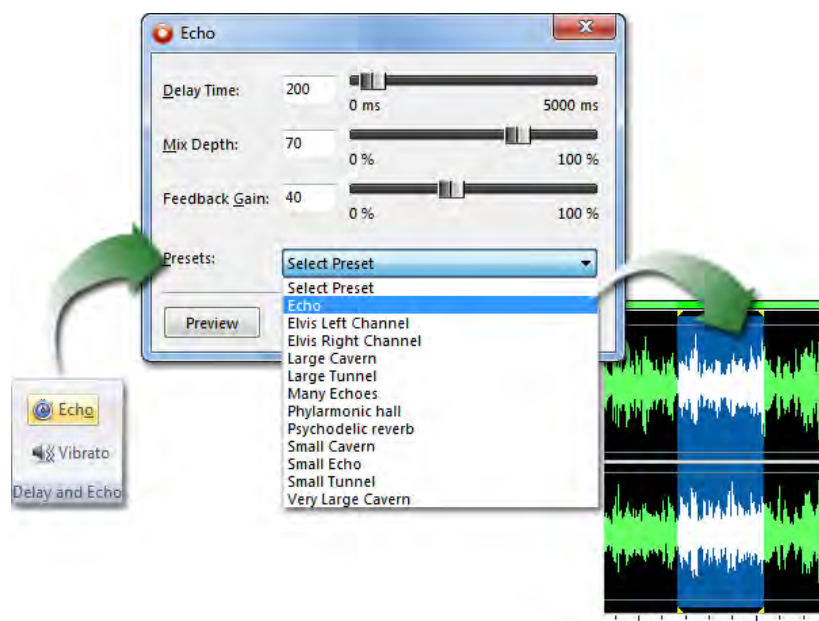 Echo
Delay Time: 200
0 ms 5000 ms
Mix Depth: 70
0 % 100 %
Feedback Gain: 40
0 % 100 %
Presets: Select Preset
Select Preset
Echo
Elvis Left Channel
Elvis Right Channel
Large Cavern
Large Tunnel
Many Echoes
Phylarmonic hall
Psychodelic reverb
Small Cavern
Small Echo
Small Tunnel
Very Large Cavern
Preview
Echo
Vibrato
Delay and Echo